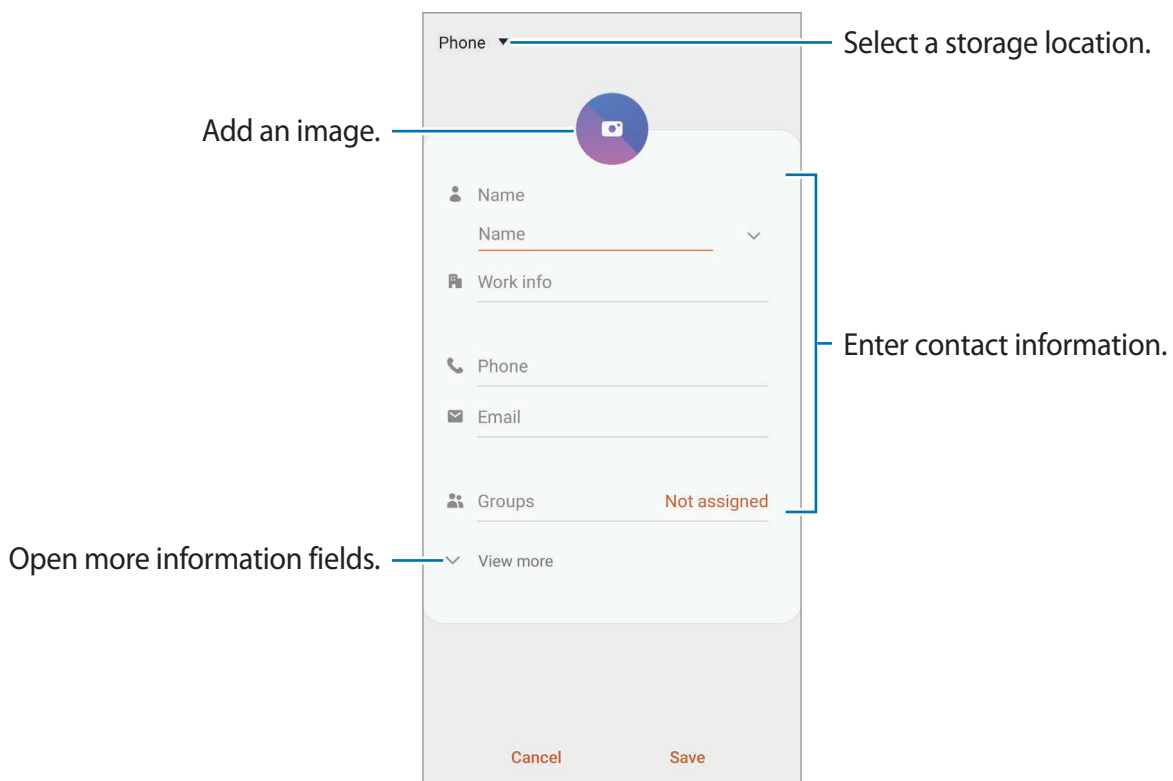 Phone
Select a storage location.
Add an image.
Name
Name
Work info
Phone
Enter contact information.
Email
Groups Not assigned
Open more information fields.
View more
Cancel Save